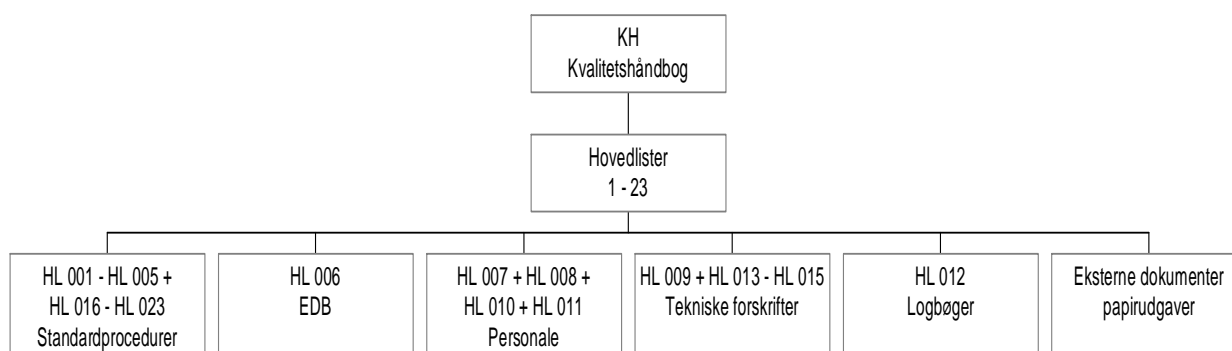 KH
Kvalitetshåndbog
Hovedlister
1 - 23
HL 001 - HL 005 +
HL 016 - HL 023
Standardprocedurer
HL 006
EDB
HL 007 + HL 008 +
HL 010 + HL 011
Personale
HL 009 + HL 013 - HL 015
Tekniske forskrifter
HL 012
Logbøger
Eksterne dokumenter
papirudgaver